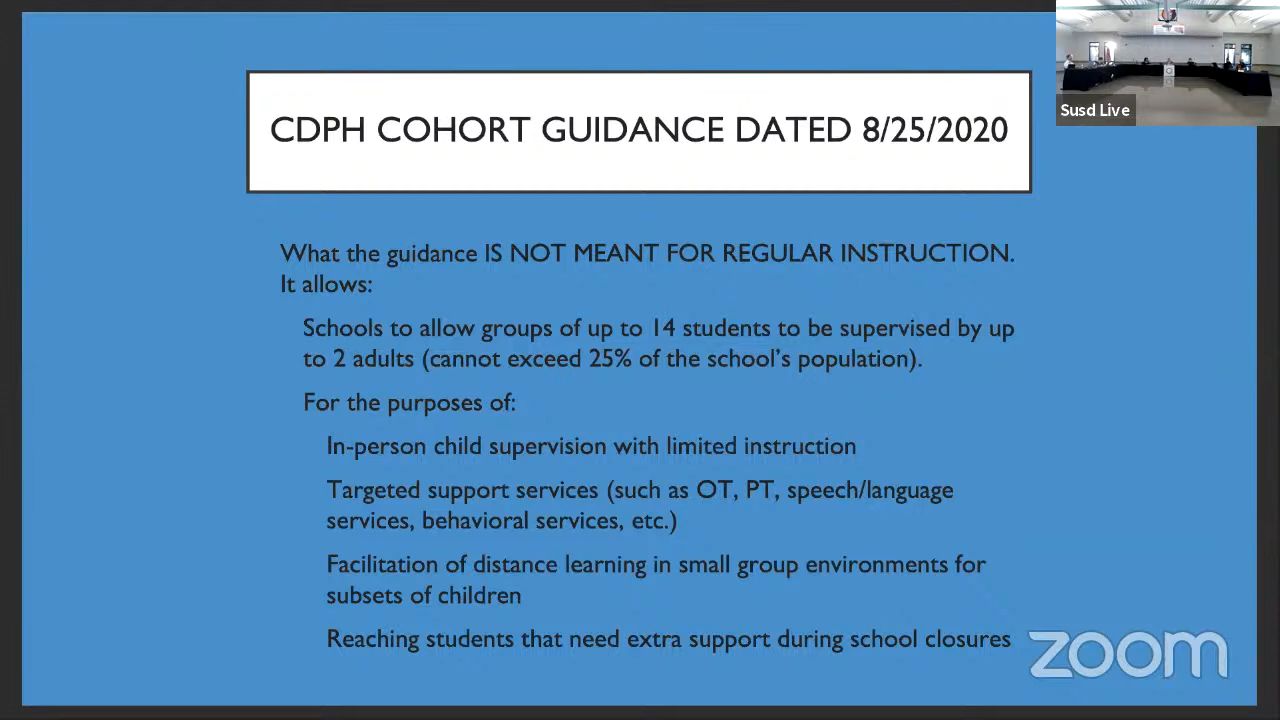 Susd Live
CDPH COHORT GUIDANCE DATED 8/25/2020
What the guidance IS NOT MEANT FOR REGULAR INSTRUCTION.
It allows:
Schools to allow groups of up to 14 students to be supervised by up
to 2 adults (cannot exceed 25% of the school's population).
For the purposes of:
In-person child supervision with limited instruction
Targeted support services (such as OT, PT, speech/language
services, behavioral services, etc.)
Facilitation of distance learning in small group environments for
subsets of children
Reaching students that need extra support during school closures
zoom